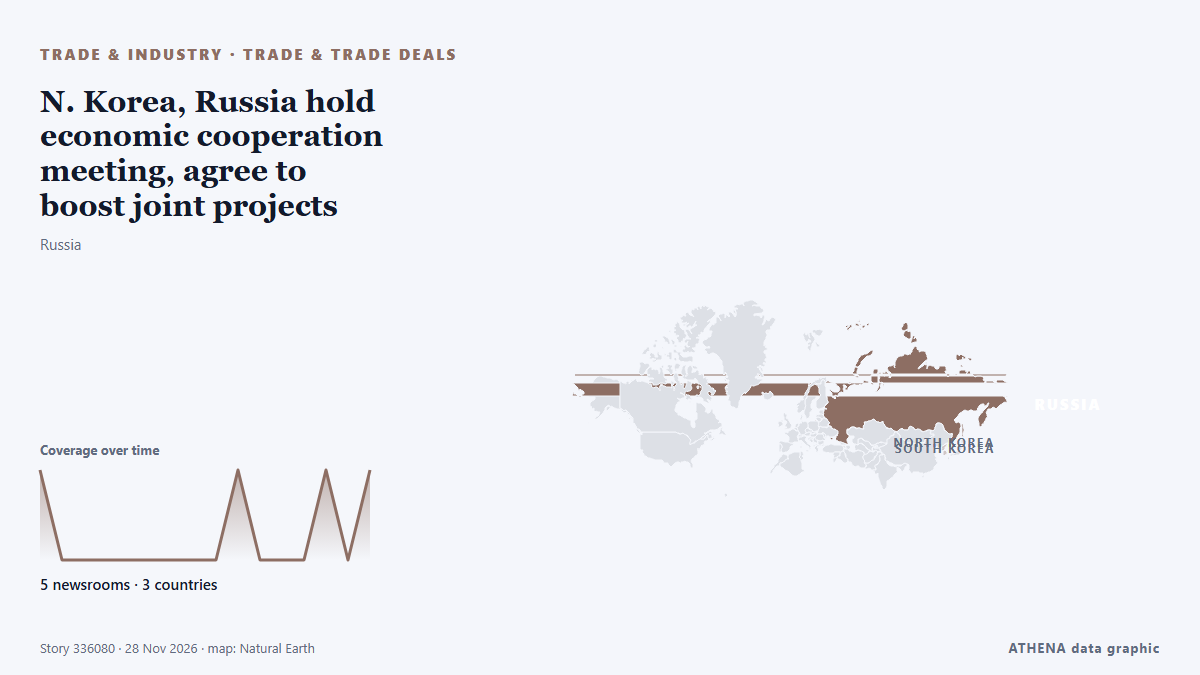 TRADE & INDUSTRY · TRADE & TRADE DEALS
N. Korea, Russia hold
economic cooperation
meeting, agree to
boost joint projects
Russia
RUSSIA
NORTH KOREA
SOUTH KOREA
Coverage over time
5 newsrooms · 3 countries
Story 336080 · 28 Nov 2026 · map: Natural Earth
ATHENA data graphic